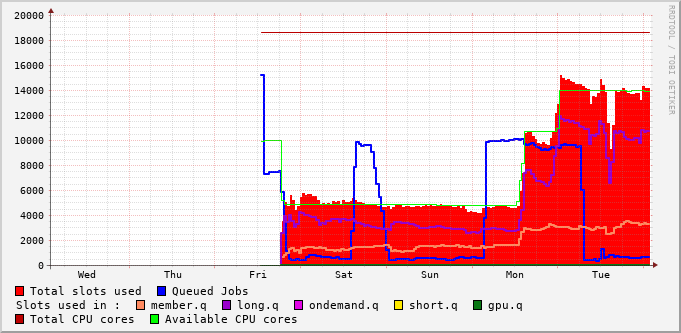 20000
18000
16000
14000
12000
10000
8000
6000
4000
2000
0
Wed Thu Fri Sat Sun Mon Tue
RRDTOOL / TOBI OETIKER
Total slots used Queued Jobs
Slots used in : member.q long.q ondemand.q short.q gpu.q
Total CPU cores Available CPU cores